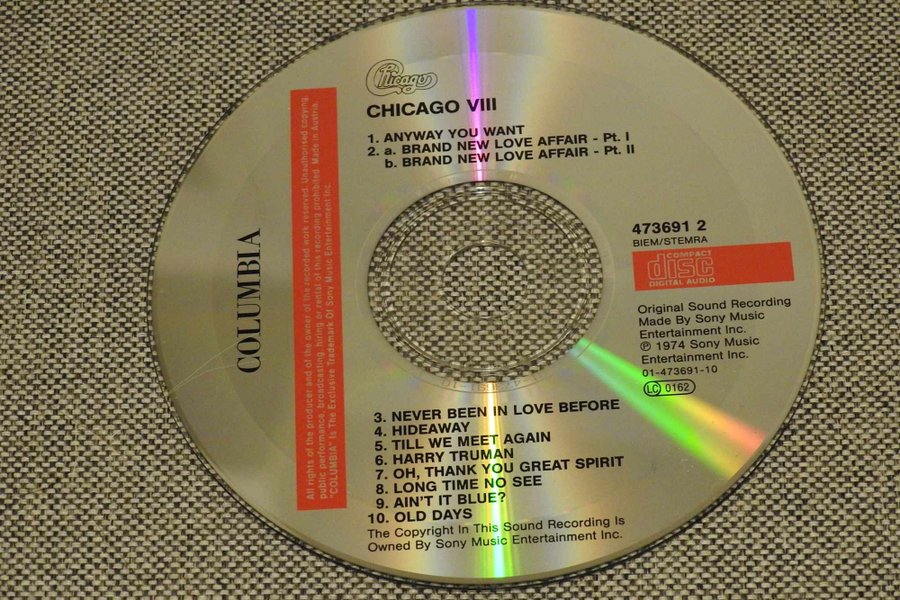 Chicago
CHICAGO VIII
1. ANYWAY YOU WANT
2. a. BRAND NEW LOVE AFFAIR - Pt. I
b. BRAND NEW LOVE AFFAIR - Pt. II
All rights of the producer and of the owner of the recorded work reserved. Unauthorised copying,
public performance, broadcasting, hiring or rental of this recording prohibited. Made in Austria.
"COLUMBIA" Is The Exclusive Trademark Of Sony Music Entertainment Inc.
COLUMBIA
473691 2
BIEM/STEMRA
COMPACT
disc
DIGITAL AUDIO
Original Sound Recording
Made By Sony Music
Entertainment Inc.
℗ 1974 Sony Music
Entertainment Inc.
01-473691-10
LC 0162
3. NEVER BEEN IN LOVE BEFORE
4. HIDEAWAY
5. TILL WE MEET AGAIN
6. HARRY TRUMAN
7. OH, THANK YOU GREAT SPIRIT
8. LONG TIME NO SEE
9. AIN'T IT BLUE?
10. OLD DAYS
The Copyright In This Sound Recording Is
Owned By Sony Music Entertainment Inc.